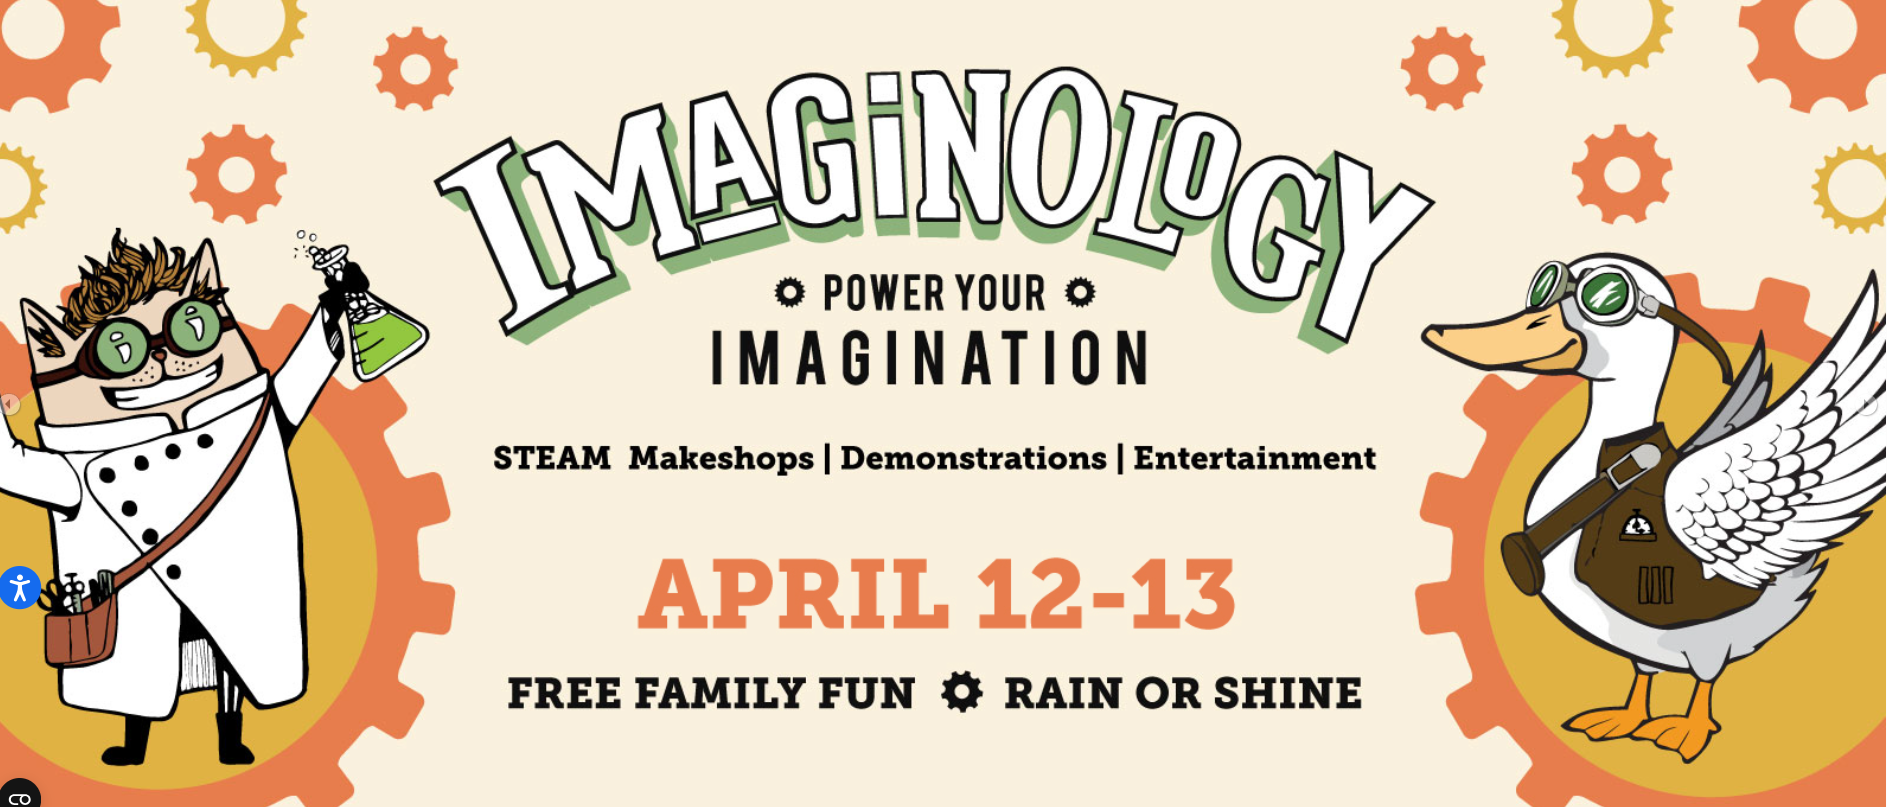 IMAGINOLOGY
POWER YOUR
IMAGINATION
STEAM Makeshops | Demonstrations | Entertainment
APRIL 12-13
FREE FAMILY FUN RAIN OR SHINE